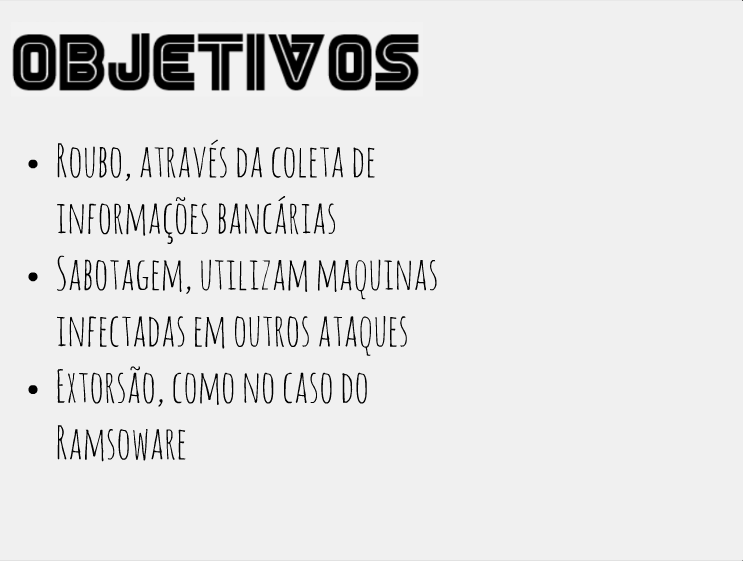 OBJETIVOS
• Roubo, através da coleta de
informações bancárias
• Sabotagem, utilizam maquinas
infectadas em outros ataques
• Extorsão, como no caso do
Ramsoware